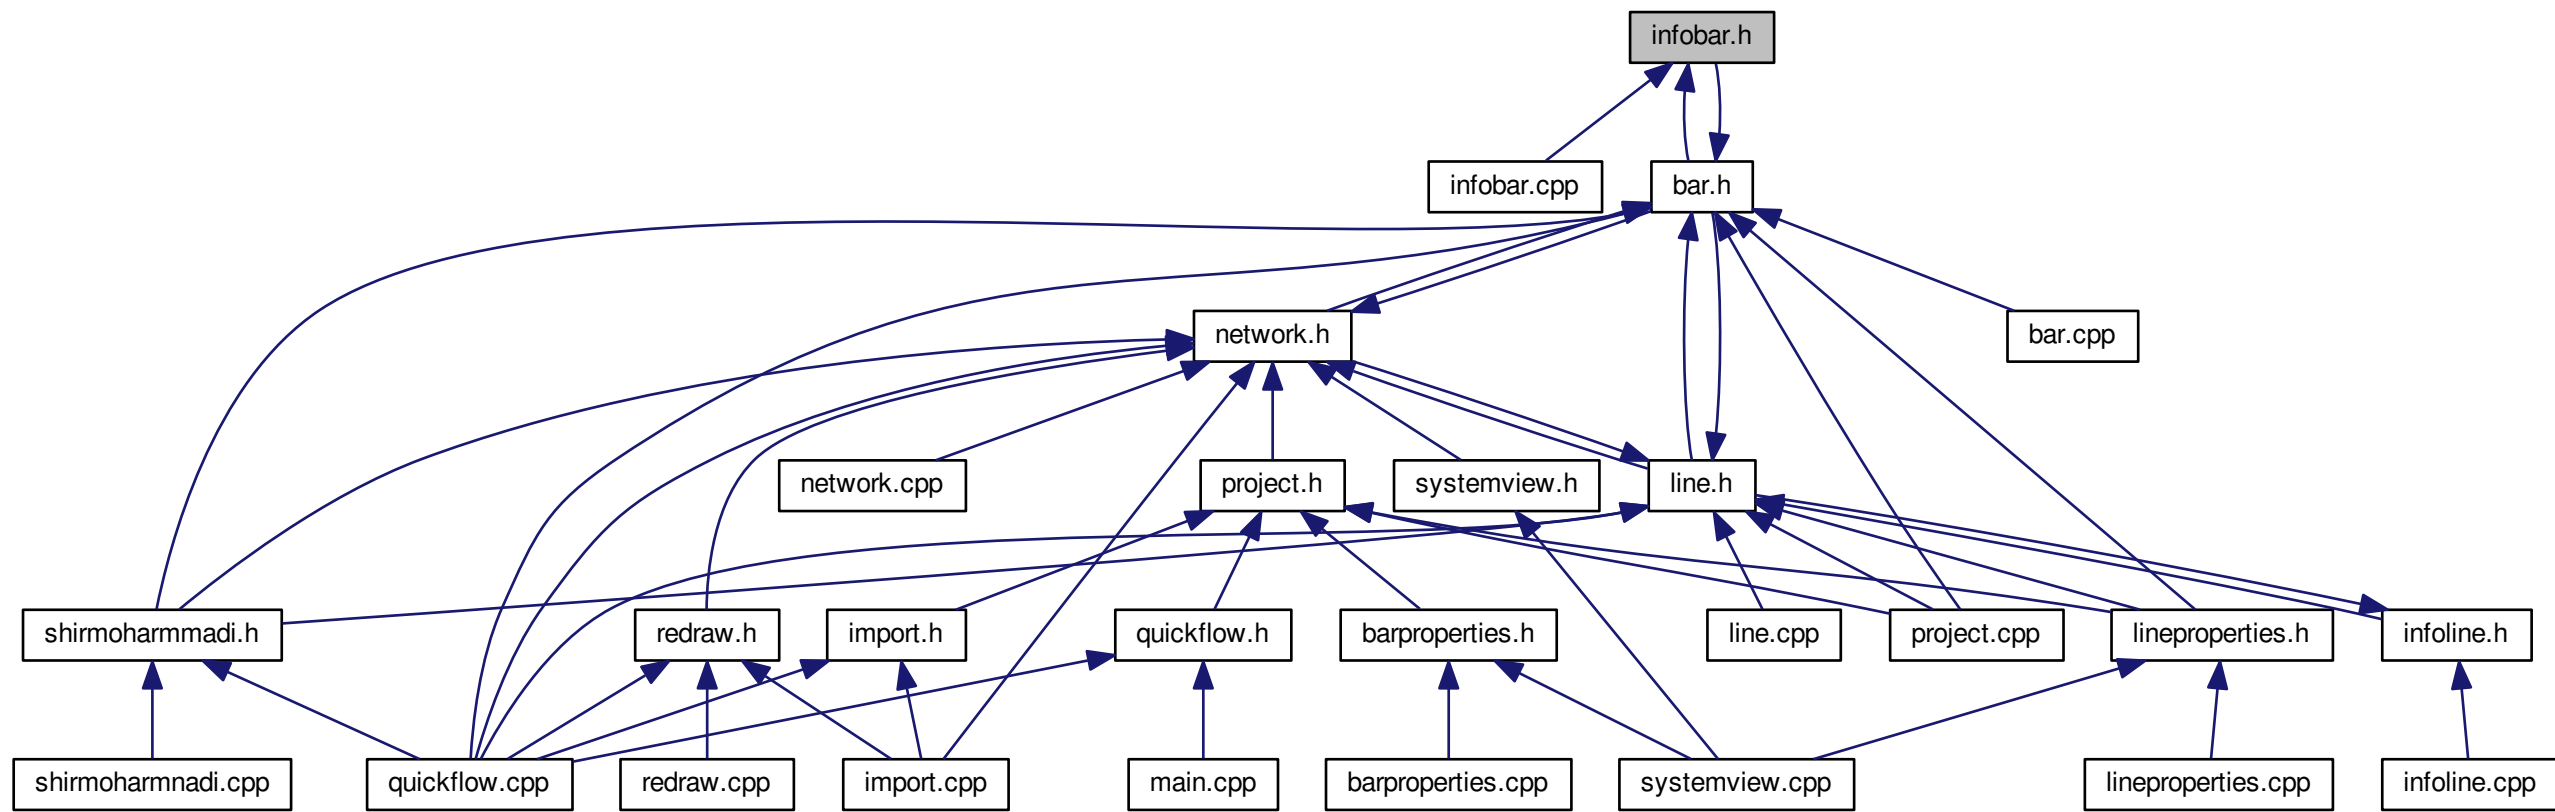 infobar.h
infobar.cpp
bar.h
network.h
bar.cpp
network.cpp
project.h
systemview.h
line.h
shirmoharmmadi.h
redraw.h
import.h
quickflow.h
barproperties.h
line.cpp
project.cpp
lineproperties.h
infoline.h
shirmoharmnadi.cpp
quickflow.cpp
redraw.cpp
import.cpp
main.cpp
barproperties.cpp
systemview.cpp
lineproperties.cpp
infoline.cpp